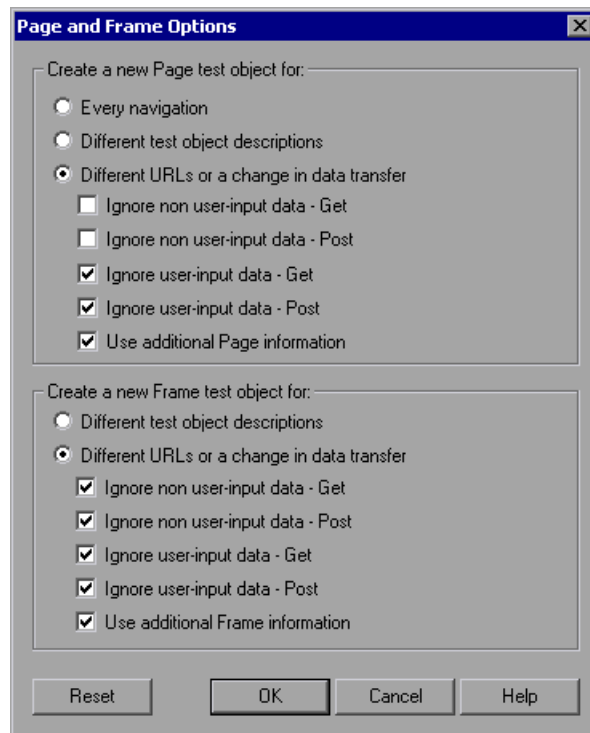 Page and Frame Options
Create a new Page test object for:
Every navigation
Different test object descriptions
Different URLs or a change in data transfer
Ignore non user-input data - Get
Ignore non user-input data - Post
Ignore user-input data - Get
Ignore user-input data - Post
Use additional Page information
Create a new Frame test object for:
Different test object descriptions
Different URLs or a change in data transfer
Ignore non user-input data - Get
Ignore non user-input data - Post
Ignore user-input data - Get
Ignore user-input data - Post
Use additional Frame information
Reset OK Cancel Help